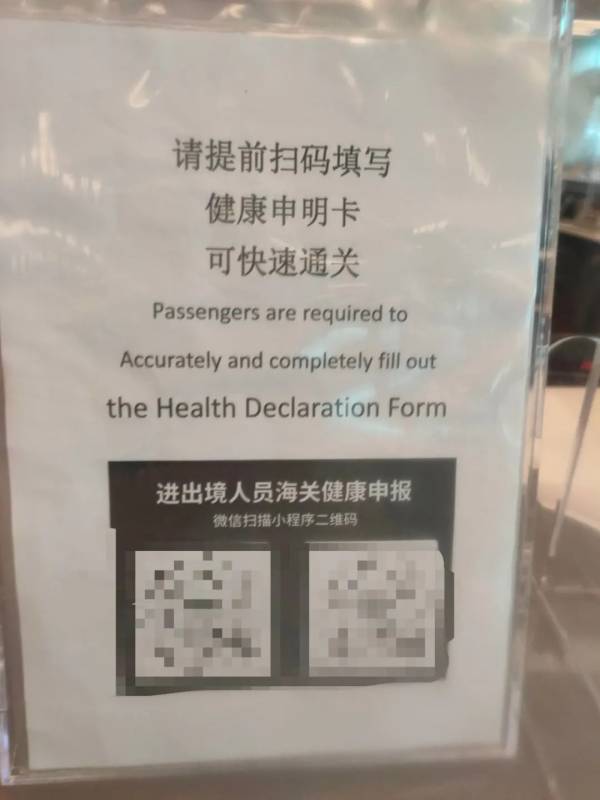 请提前扫码填写
健康申明卡
可快速通关
Passengers are required to
Accurately and completely fill out
the Health Declaration Form
进出境人员海关健康申报
微信扫描小程序二维码